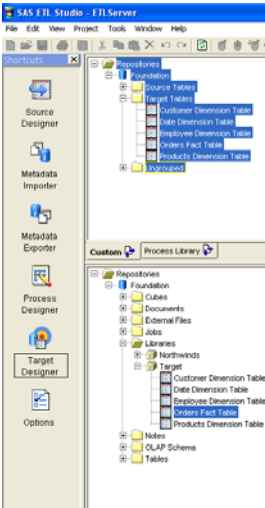 SAS ETL Studio - ETLServer
File Edit View Project Tools Window Help
Shortcuts
Source
Designer
Metadata
Importer
Metadata
Exporter
Process
Designer
Target
Designer
Options
Repositories
Foundation
Source Tables
Target Tables
Customer Dimension Table
Date Dimension Table
Employee Dimension Table
Orders Fact Table
Products Dimension Table
Ungrouped
Custom Process Library
Repositories
Foundation
Cubes
Documents
External Files
Jobs
Libraries
Northwinds
Target
Customer Dimension Table
Date Dimension Table
Employee Dimension Table
Orders Fact Table
Products Dimension Table
Notes
OLAP Schema
Tables